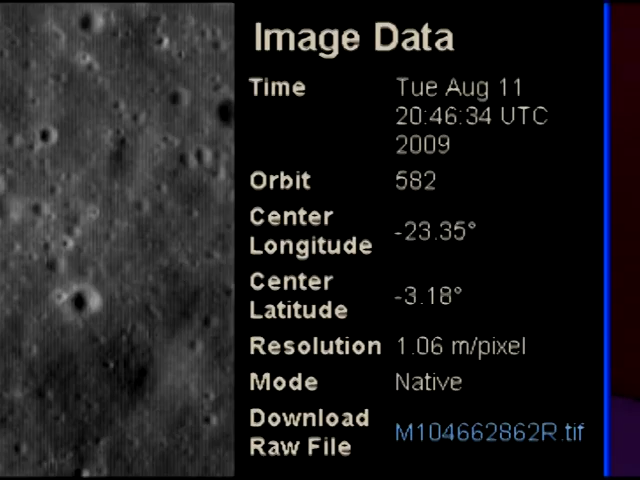 Image Data
Time Tue Aug 11
20:46:34 UTC
2009
Orbit 582
Center
Longitude -23.35°
Center
Latitude -3.18°
Resolution 1.06 m/pixel
Mode Native
Download
Raw File M104662862R.tif